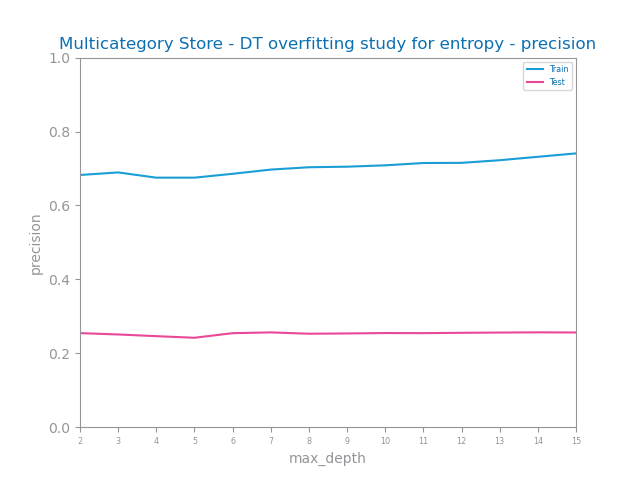 Multicategory Store - DT overfitting study for entropy - precision
1.0
0.8
0.6
0.4
0.2
0.0
precision
Train
Test
2 3 4 5 6 7 8 9 10 11 12 13 14 15
max_depth